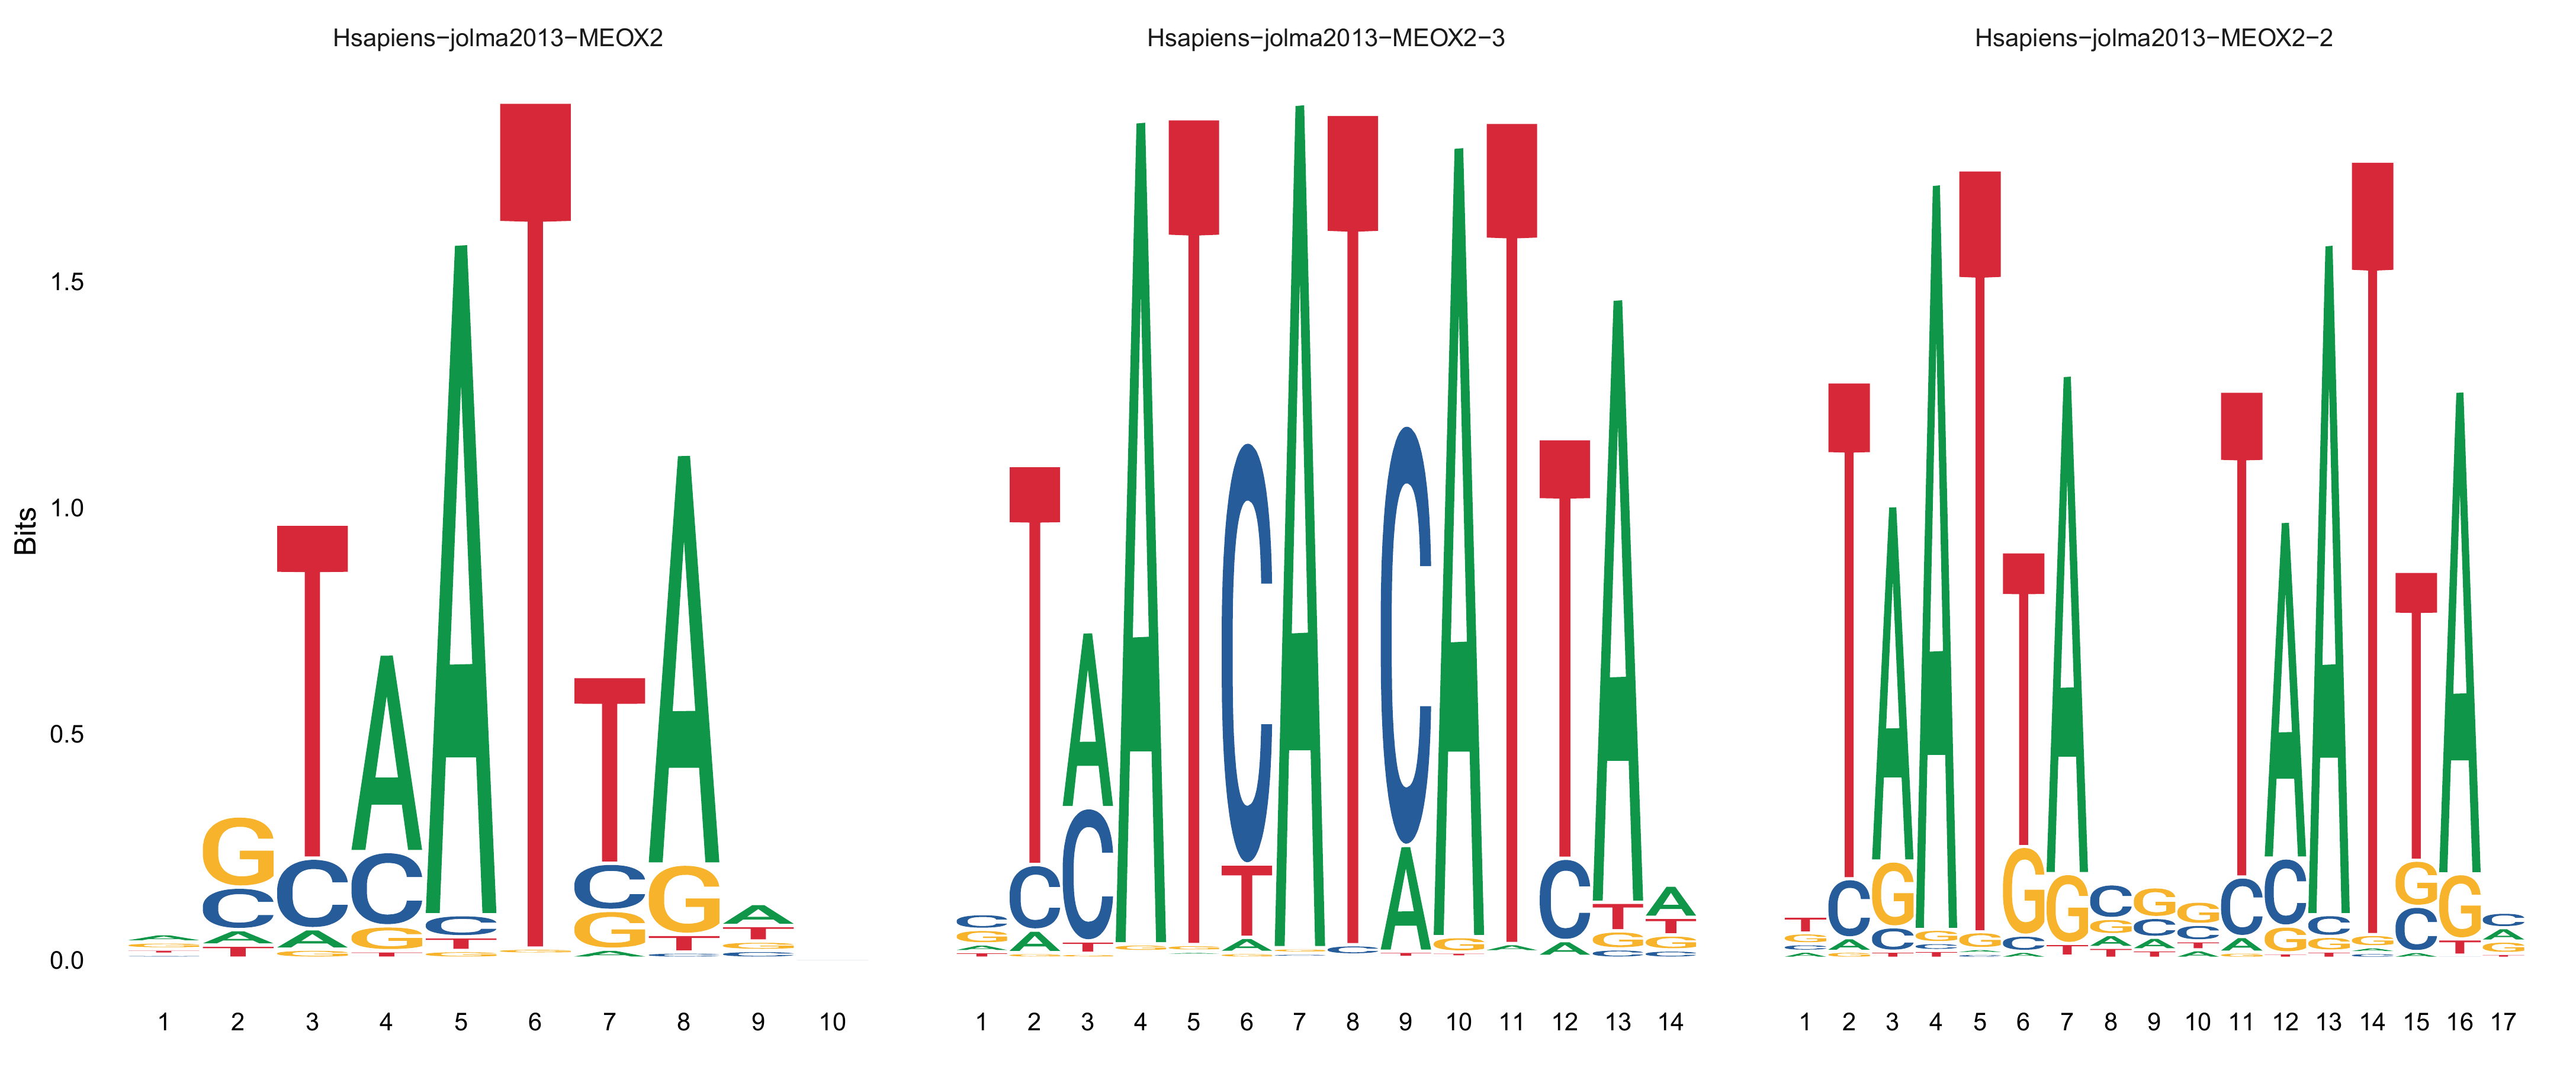 Hsapiens−jolma2013−MEOX2
Hsapiens−jolma2013−MEOX2−3
Hsapiens−jolma2013−MEOX2−2
Bits
1.5
1.0
0.5
0.0
1 2 3 4 5 6 7 8 9 10
1 2 3 4 5 6 7 8 9 10 11 12 13 14
1 2 3 4 5 6 7 8 9 10 11 12 13 14 15 16 17